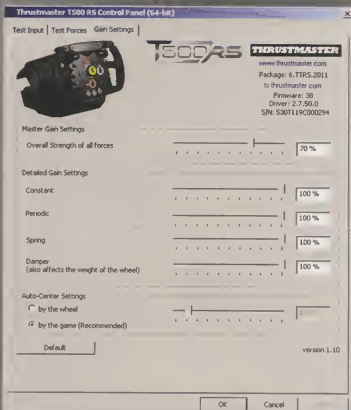 Thrustmaster T500 RS Control Panel (64-bit)
x
Test Input Test Forces Gain Settings
T500RS THRUSTMASTER
www.thrustmaster.com
Package: 6.TTRS.2011
ts.thrustmaster.com
Firmware: 38
Driver: 2.7.50.0
S/N: 530T119C000294
Master Gain Settings
Overall Strength of all forces 70 %
Detailed Gain Settings
Constant 100 %
Periodic 100 %
Spring 100 %
Damper
(also affects the weight of the wheel) 100 %
Auto-Center Settings
by the wheel
by the game (Recommended)
Default version 1.10
OK Cancel